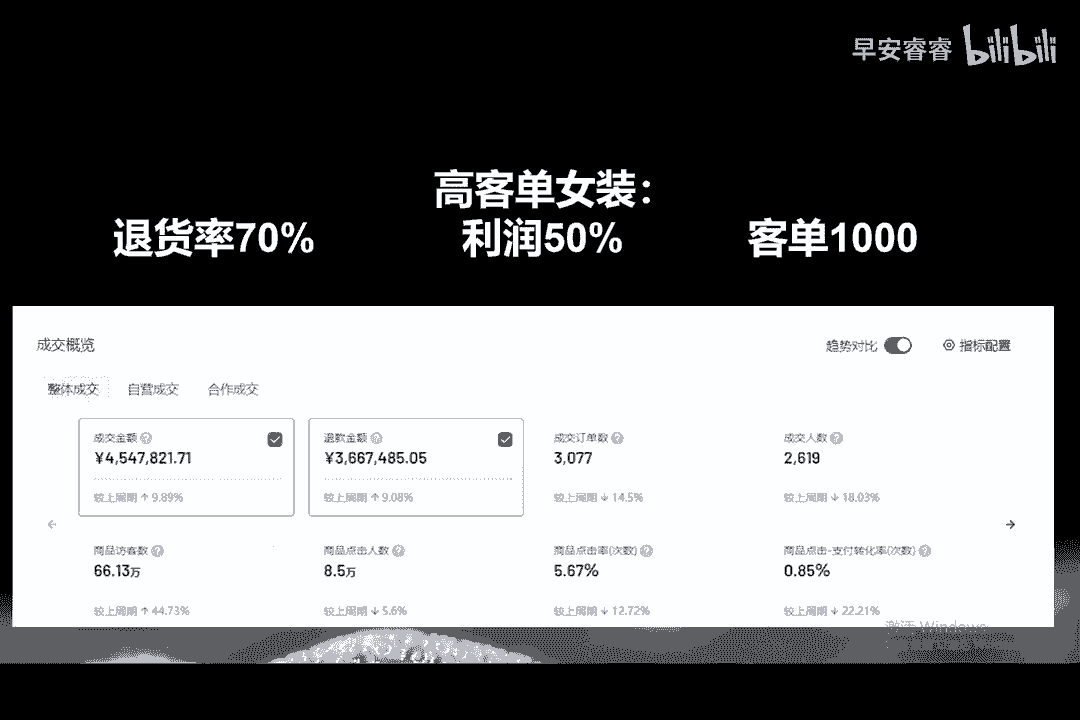 早安睿睿 bilibili
高客单女装：
退货率70% 利润50% 客单1000
成交概览 趋势对比 指标配置
整体成交 自营成交 合作成交
成交金额 退款金额 成交订单数 成交人数
¥4,547,821.71 ¥3,667,485.05 3,077 2,619
较上周期 ↑ 9.89% 较上周期 ↑ 9.08% 较上周期 ↓ 14.5% 较上周期 ↓ 18.03%
商品访客数 商品点击人数 商品点击率(次数) 商品点击-支付转化率(次数)
66.13万 8.5万 5.67% 0.85%
较上周期 ↑ 44.73% 较上周期 ↓ 5.6% 较上周期 ↓ 12.72% 较上周期 ↓ 22.21%
激活 Windows